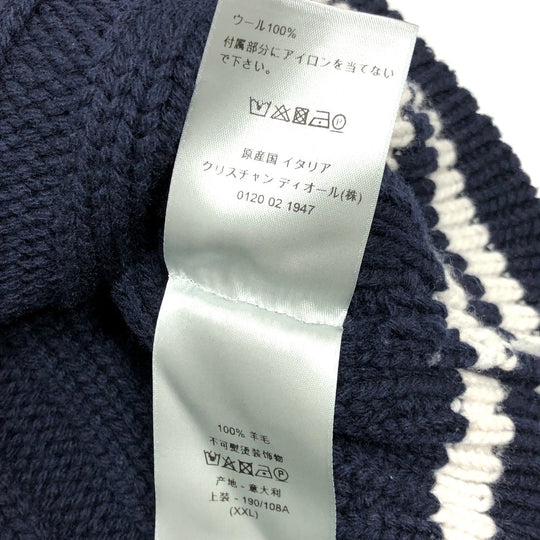 ウール100%
付属部分にアイロンを当てない
で下さい。
原産国 イタリア
クリスチャン ディオール(株)
0120 02 1947
100% 羊毛
不可熨烫装饰物
产地 - 意大利
上装 - 190/108A
(XXL)